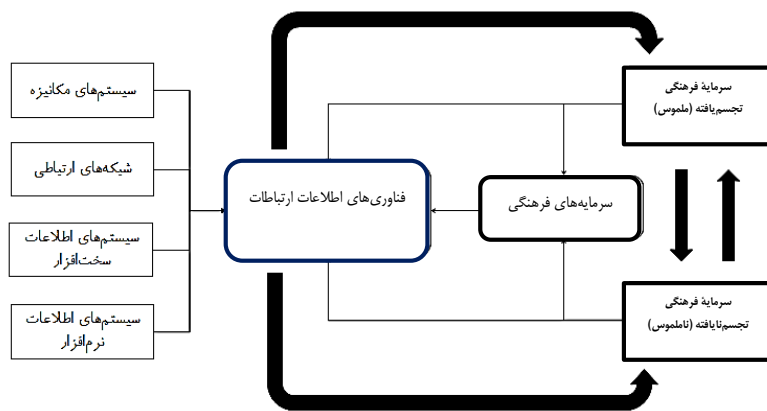 سرمایهٔ فرهنگی
تجسم‌یافته (ملموس)
سیستم‌های مکانیزه
شبکه‌های ارتباطی
فناوری‌های اطلاعات ارتباطات
سرمایه‌های فرهنگی
سیستم‌های اطلاعات
سخت‌افزار
سرمایهٔ فرهنگی
تجسم‌نایافته (ناملموس)
سیستم‌های اطلاعات
نرم‌افزار